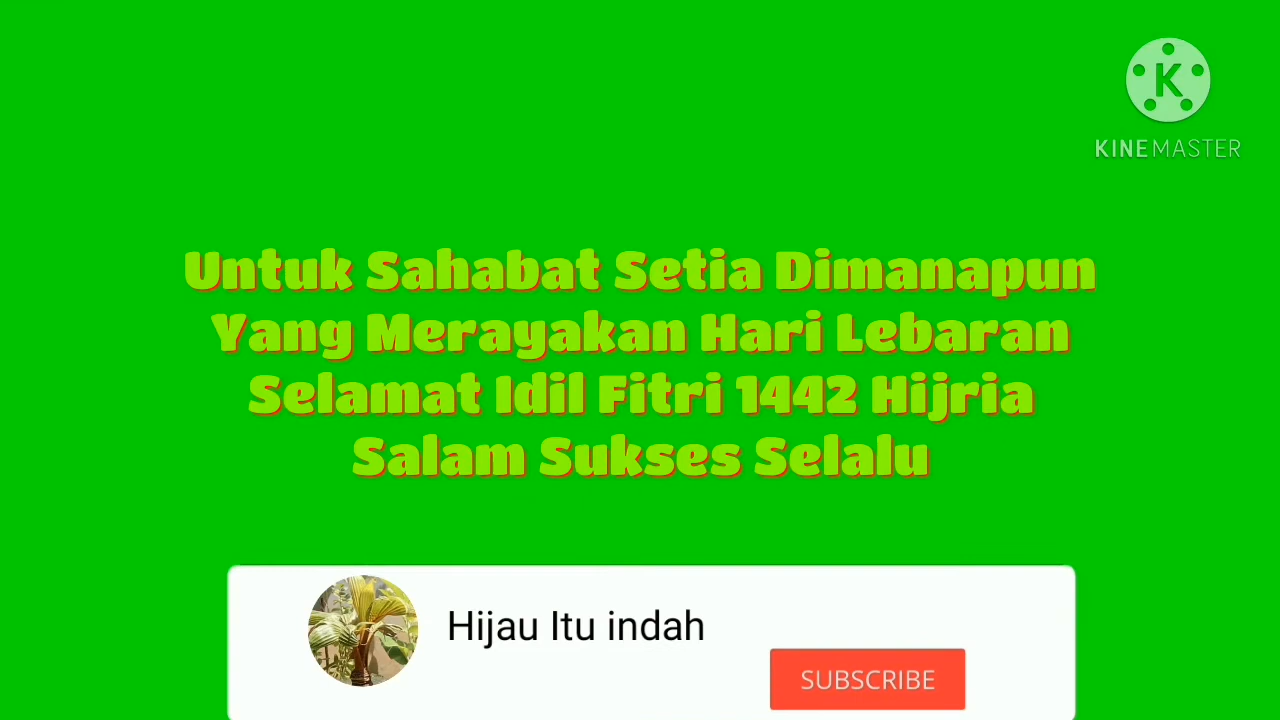 K
KINEMASTER
Untuk Sahabat Setia Dimanapun
Yang Merayakan Hari Lebaran
Selamat Idil Fitri 1442 Hijria
Salam Sukses Selalu
Hijau Itu indah
SUBSCRIBE